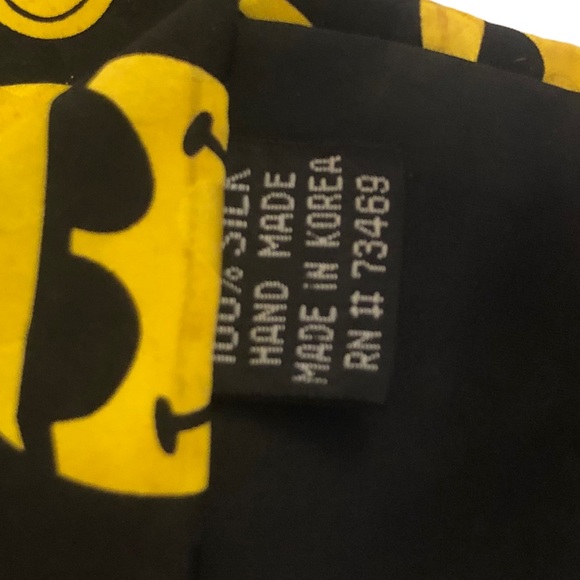 100% SILK
HAND MADE
MADE IN KOREA
RN # 73469